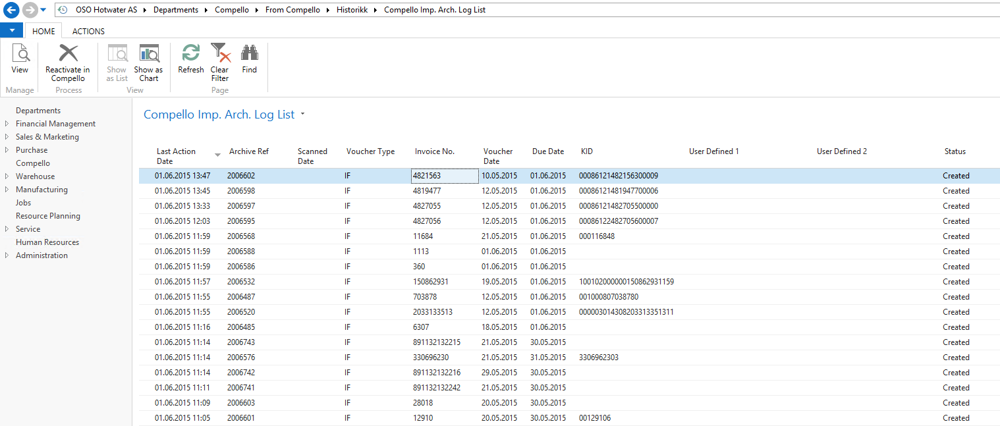 OSO Hotwater AS Departments Compello From Compello Historikk Compello Imp. Arch. Log List
HOME ACTIONS
View Reactivate in Compello Show as List Show as Chart Refresh Clear Filter Find
Manage Process View Page
Departments
Financial Management
Sales & Marketing
Purchase
Compello
Warehouse
Manufacturing
Jobs
Resource Planning
Service
Human Resources
Administration
Compello Imp. Arch. Log List
Last Action Date Archive Ref Scanned Date Voucher Type Invoice No. Voucher Date Due Date KID User Defined 1 User Defined 2 Status
01.06.2015 13:47 2006602 IF 4821563 10.05.2015 01.06.2015 00086121482156300009 Created
01.06.2015 13:45 2006598 IF 4819477 12.05.2015 01.06.2015 00086121481947700006 Created
01.06.2015 13:33 2006597 IF 4827055 12.05.2015 01.06.2015 00086121482705500000 Created
01.06.2015 12:03 2006595 IF 4827056 12.05.2015 01.06.2015 00086122482705600007 Created
01.06.2015 11:59 2006568 IF 11684 21.05.2015 01.06.2015 000116848 Created
01.06.2015 11:59 2006588 IF 1113 01.06.2015 01.06.2015 Created
01.06.2015 11:59 2006586 IF 360 01.06.2015 01.06.2015 Created
01.06.2015 11:57 2006532 IF 150862931 19.05.2015 01.06.2015 100102000000150862931159 Created
01.06.2015 11:55 2006487 IF 703878 12.05.2015 01.06.2015 001000807038780 Created
01.06.2015 11:55 2006520 IF 2033133513 12.05.2015 01.06.2015 000003014308203313351311 Created
01.06.2015 11:16 2006485 IF 6307 18.05.2015 01.06.2015 Created
01.06.2015 11:14 2006743 IF 891132132215 21.05.2015 30.05.2015 Created
01.06.2015 11:14 2006576 IF 330696230 21.05.2015 31.05.2015 3306962303 Created
01.06.2015 11:14 2006742 IF 891132132216 29.05.2015 30.05.2015 Created
01.06.2015 11:11 2006741 IF 891132132242 21.05.2015 30.05.2015 Created
01.06.2015 11:09 2006603 IF 28018 20.05.2015 30.05.2015 Created
01.06.2015 11:05 2006601 IF 12910 20.05.2015 30.05.2015 00129106 Created